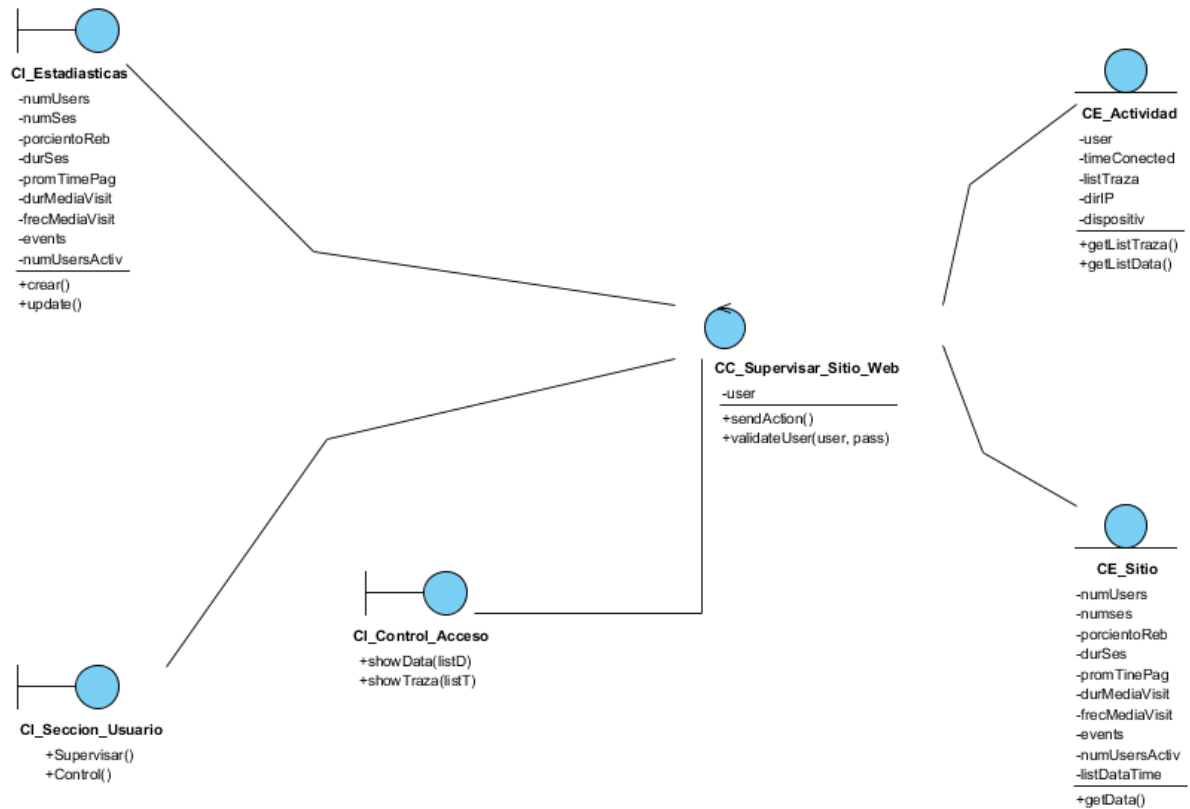 CI_Estadiasticas
-numUsers
-numSes
-porcientoReb
-durSes
-promTimePag
-durMediaVisit
-frecMediaVisit
-events
-numUsersActiv
+crear()
+update()
CE_Actividad
-user
-timeConected
-listTraza
-dirIP
-dispositiv
+getListTraza()
+getListData()
CC_Supervisar_Sitio_Web
-user
+sendAction()
+validateUser(user, pass)
CI_Control_Acceso
+showData(listD)
+showTraza(listT)
CI_Seccion_Usuario
+Supervisar()
+Control()
CE_Sitio
-numUsers
-numses
-porcientoReb
-durSes
-promTinePag
-durMediaVisit
-frecMediaVisit
-events
-numUsersActiv
-listDataTime
+getData()